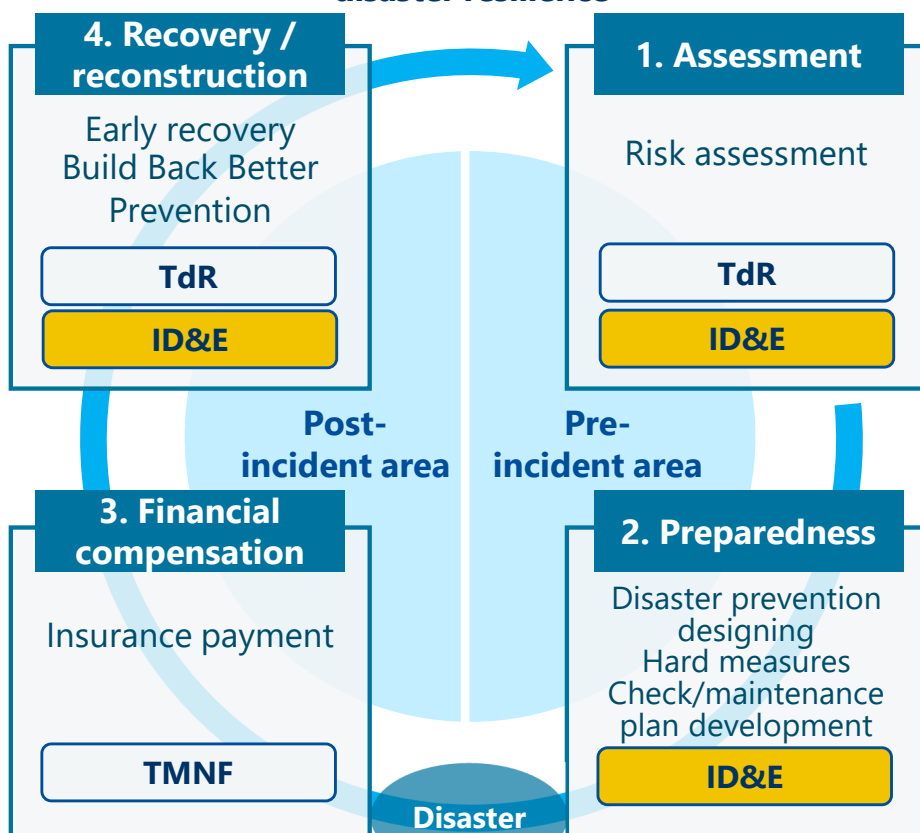 disaster resilience
4. Recovery /
reconstruction
Early recovery
Build Back Better
Prevention
TdR
ID&E
1. Assessment
Risk assessment
TdR
ID&E
Post-
incident area
Pre-
incident area
3. Financial
compensation
Insurance payment
TMNF
2. Preparedness
Disaster prevention
designing
Hard measures
Check/maintenance
plan development
ID&E
Disaster